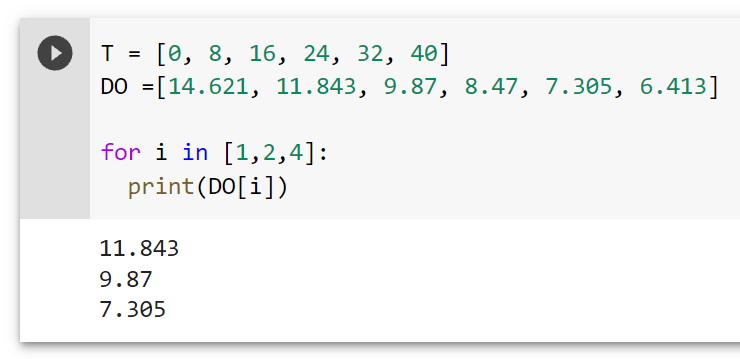 T = [0, 8, 16, 24, 32, 40]
DO =[14.621, 11.843, 9.87, 8.47, 7.305, 6.413]
for i in [1,2,4]:
  print(DO[i])
11.843
9.87
7.305